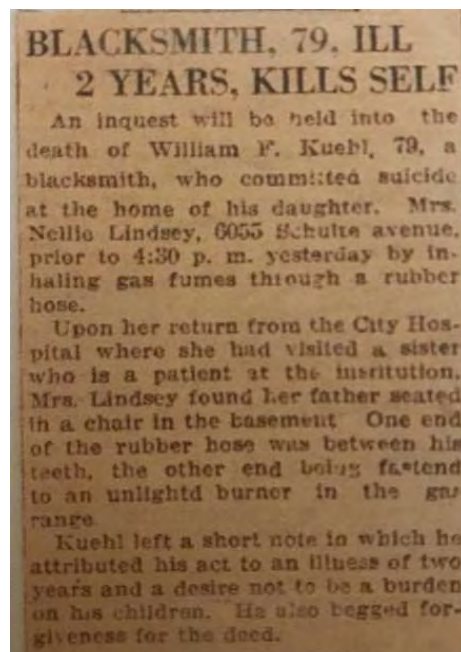 BLACKSMITH, 79, ILL
2 YEARS, KILLS SELF
An inquest will be held into the
death of William F. Kuehl, 79, a
blacksmith, who committed suicide
at the home of his daughter. Mrs.
Nellie Lindsey, 6055 Schulte avenue,
prior to 4:30 p. m. yesterday by in-
haling gas fumes through a rubber
hose.
Upon her return from the City Hos-
pital where she had visited a sister
who is a patient at the institution,
Mrs. Lindsey found her father seated
in a chair in the basement. One end
of the rubber hose was between his
teeth, the other end being fastend
to an unlightd burner in the gas
range.
Kuehl left a short note in which he
attributed his act to an illness of two
years and a desire not to be a burden
on his children. He also begged for-
giveness for the deed.